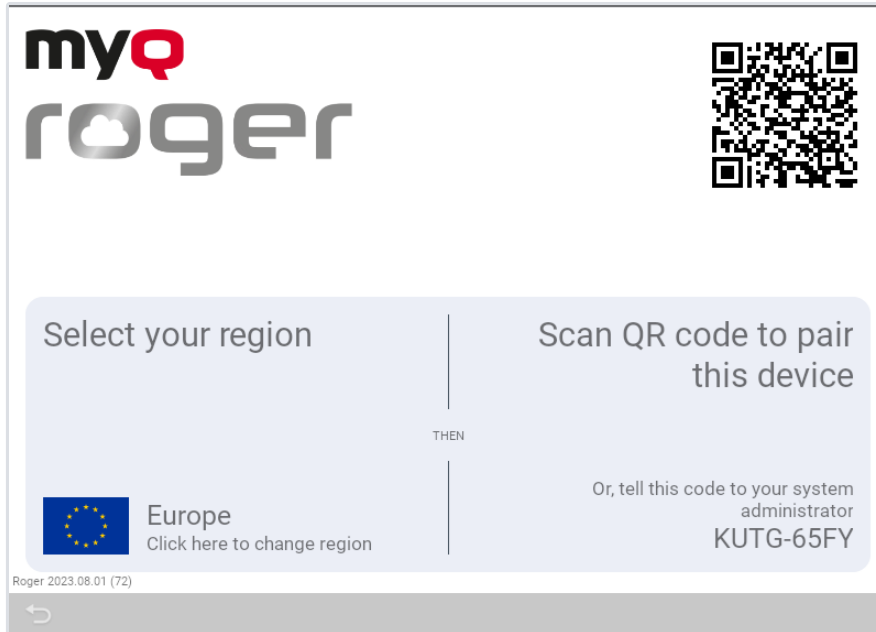 myQ
roger
Select your region
Scan QR code to pair
this device
THEN
Europe
Click here to change region
Or, tell this code to your system
administrator
KUTG-65FY
Roger 2023.08.01 (72)